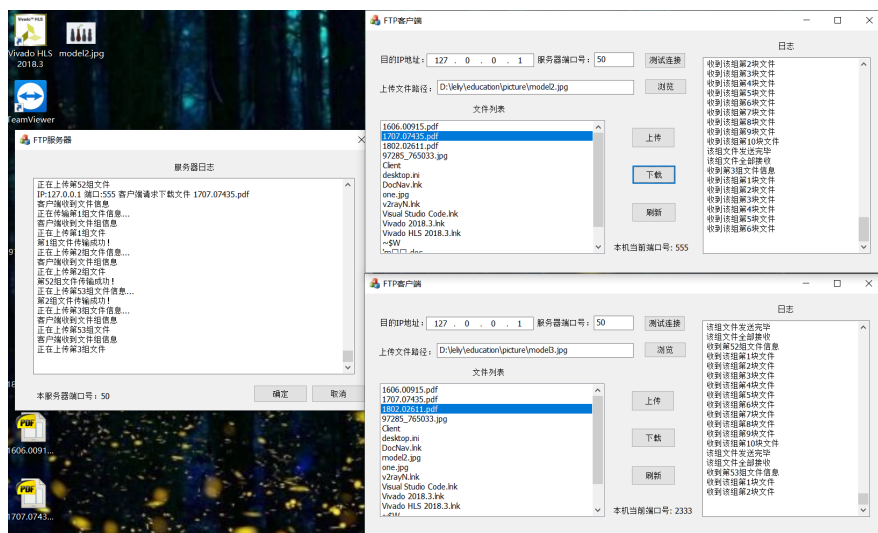 Vivado HLS
2018.3
model2.jpg
TeamViewer
FTP服务器
服务器日志
正在上传第52组文件
IP:127.0.0.1 端口:555 客户端请求下载文件 1707.07435.pdf
客户端收到文件信息
正在传输第1组文件信息...
客户端收到文件组信息
正在上传第1组文件
第1组文件传输成功！
正在上传第2组文件信息...
客户端收到文件组信息
正在上传第2组文件
第52组文件传输成功！
正在上传第53组文件信息...
第2组文件传输成功！
正在上传第3组文件信息...
客户端收到文件组信息
正在上传第53组文件
客户端收到文件组信息
正在上传第3组文件
本服务器端口号：50
确定
取消
1606.0091...
1707.0743...
FTP客户端
目的IP地址：
127 . 0 . 0 . 1
服务器端口号：
50
测试连接
上传文件路径：
D:\lelly\education\picture\model2.jpg
浏览
文件列表
1606.00915.pdf
1707.07435.pdf
1802.02611.pdf
97285_765033.jpg
Client
desktop.ini
DocNav.lnk
one.jpg
v2rayN.lnk
Visual Studio Code.lnk
Vivado 2018.3.lnk
Vivado HLS 2018.3.lnk
~$W
上传
下载
刷新
本机当前端口号: 555
日志
收到该组第2块文件
收到该组第3块文件
收到该组第4块文件
收到该组第5块文件
收到该组第6块文件
收到该组第7块文件
收到该组第8块文件
收到该组第9块文件
收到该组第10块文件
该组文件发送完毕
该组文件全部接收
收到第3组文件信息
收到该组第1块文件
收到该组第2块文件
收到该组第3块文件
收到该组第4块文件
收到该组第5块文件
收到该组第6块文件
FTP客户端
目的IP地址：
127 . 0 . 0 . 1
服务器端口号：
50
测试连接
上传文件路径：
D:\lelly\education\picture\model3.jpg
浏览
文件列表
1606.00915.pdf
1707.07435.pdf
1802.02611.pdf
97285_765033.jpg
Client
desktop.ini
DocNav.lnk
model2.jpg
one.jpg
v2rayN.lnk
Visual Studio Code.lnk
Vivado 2018.3.lnk
Vivado HLS 2018.3.lnk
上传
下载
刷新
本机当前端口号: 2333
日志
该组文件发送完毕
该组文件全部接收
收到第52组文件信息
收到该组第1块文件
收到该组第2块文件
收到该组第3块文件
收到该组第4块文件
收到该组第5块文件
收到该组第6块文件
收到该组第7块文件
收到该组第8块文件
收到该组第9块文件
收到该组第10块文件
该组文件发送完毕
该组文件全部接收
收到第53组文件信息
收到该组第1块文件
收到该组第2块文件